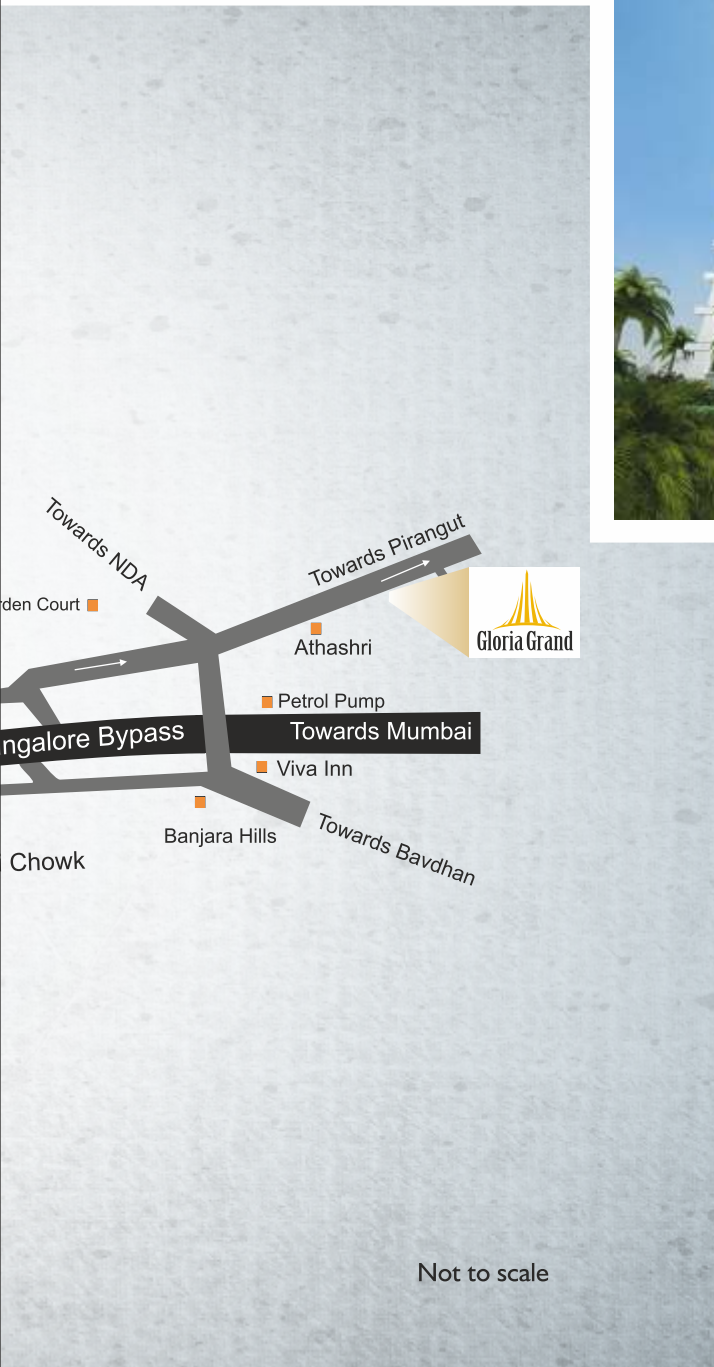 Towards NDA
Towards Pirangut
rden Court
Athashri
Gloria Grand
Petrol Pump
ngalore Bypass
Towards Mumbai
Viva Inn
Banjara Hills
Towards Bavdhan
Chowk
Not to scale